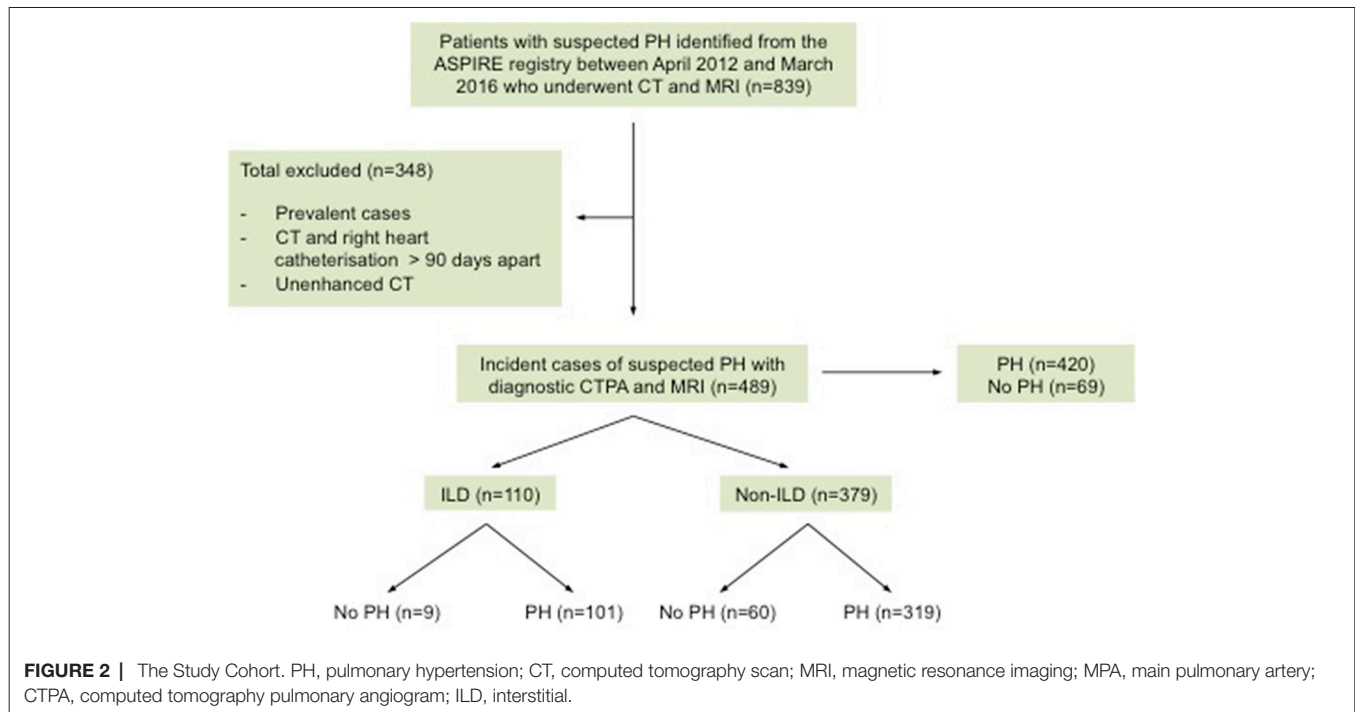 Patients with suspected PH identified from the
ASPIRE registry between April 2012 and March
2016 who underwent CT and MRI (n=839)
Total excluded (n=348)
- Prevalent cases
- CT and right heart
catheterisation > 90 days apart
- Unenhanced CT
Incident cases of suspected PH with
diagnostic CTPA and MRI (n=489)
PH (n=420)
No PH (n=69)
ILD (n=110)
Non-ILD (n=379)
No PH (n=9)
PH (n=101)
No PH (n=60)
PH (n=319)
FIGURE 2 | The Study Cohort. PH, pulmonary hypertension; CT, computed tomography scan; MRI, magnetic resonance imaging; MPA, main pulmonary artery;
CTPA, computed tomography pulmonary angiogram; ILD, interstitial.